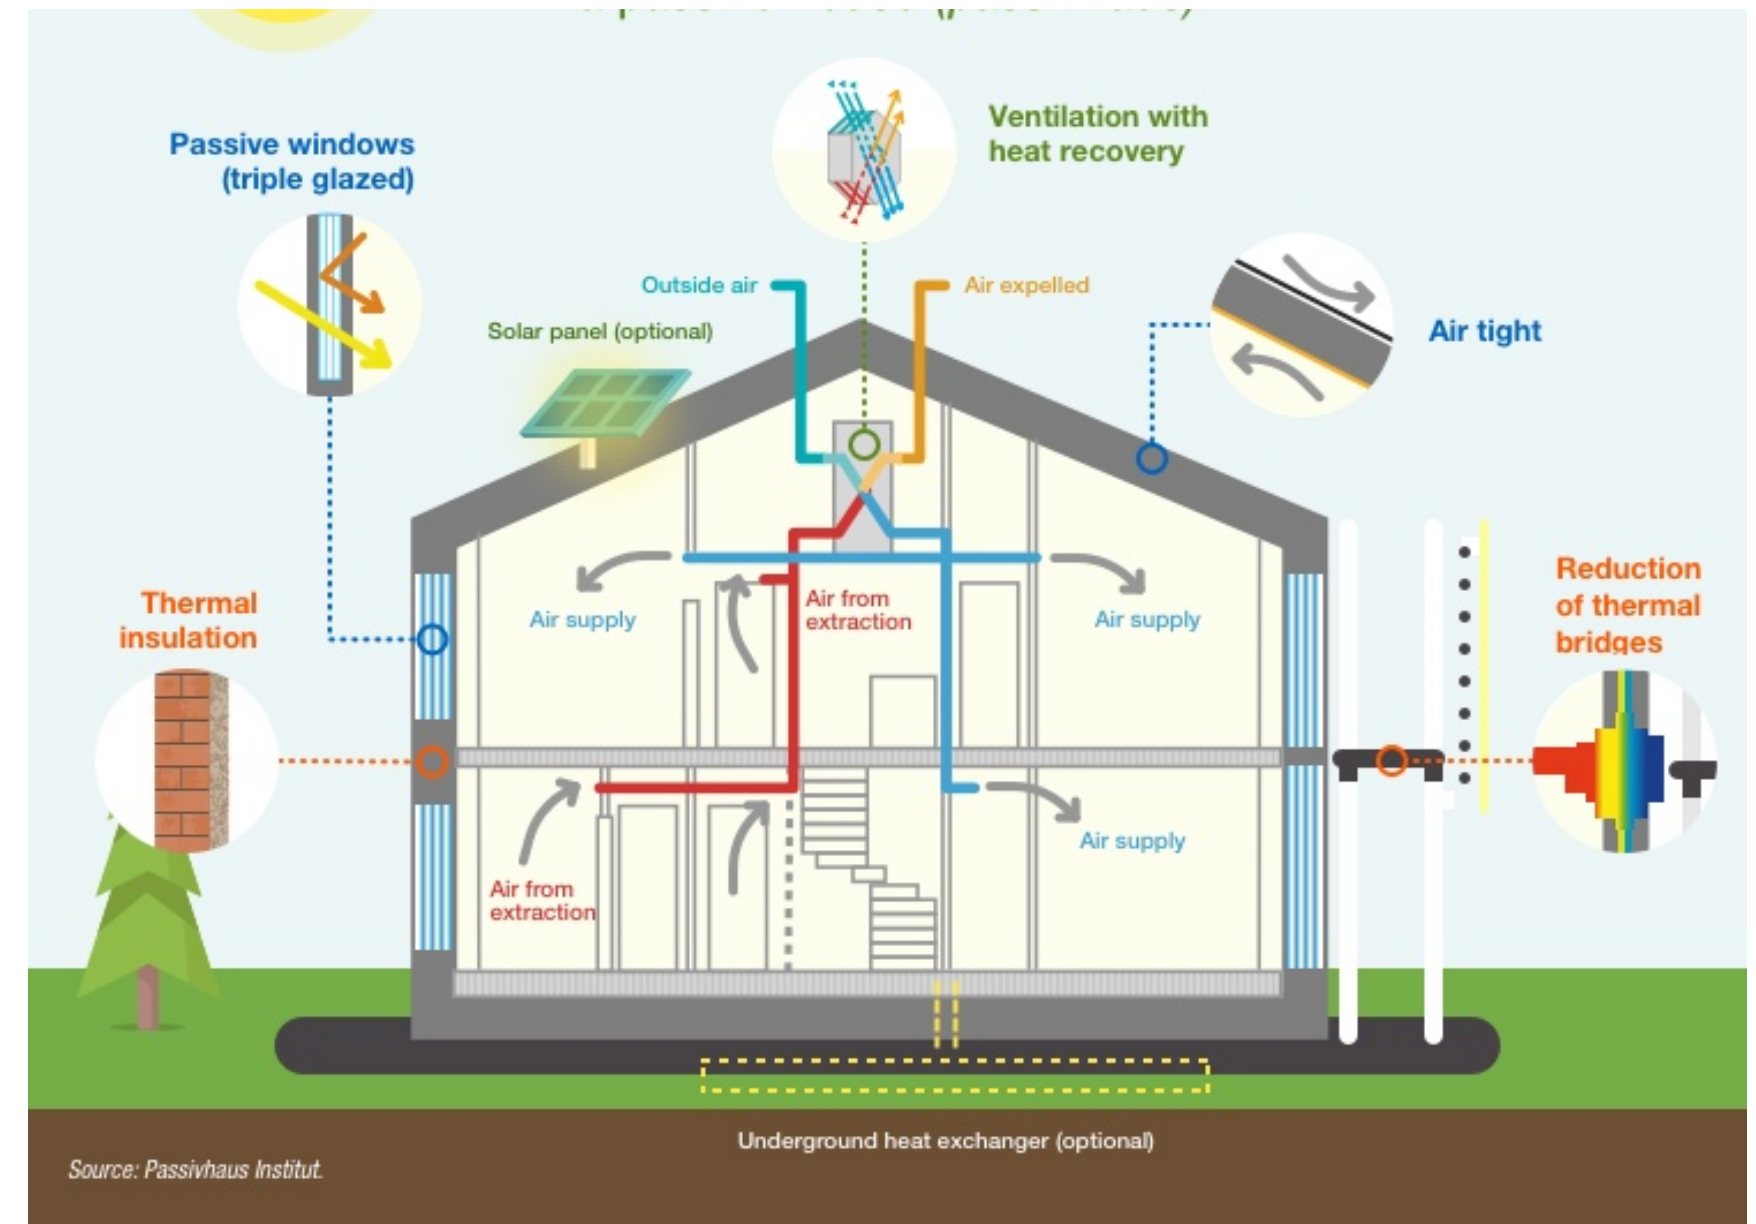 Ventilation with
heat recovery
Passive windows
(triple glazed)
Outside air
Air expelled
Solar panel (optional)
Air tight
Thermal
insulation
Reduction
of thermal
bridges
Air supply
Air from
extraction
Air supply
Air supply
Air from
extraction
Underground heat exchanger (optional)
Source: Passivhaus Institut.